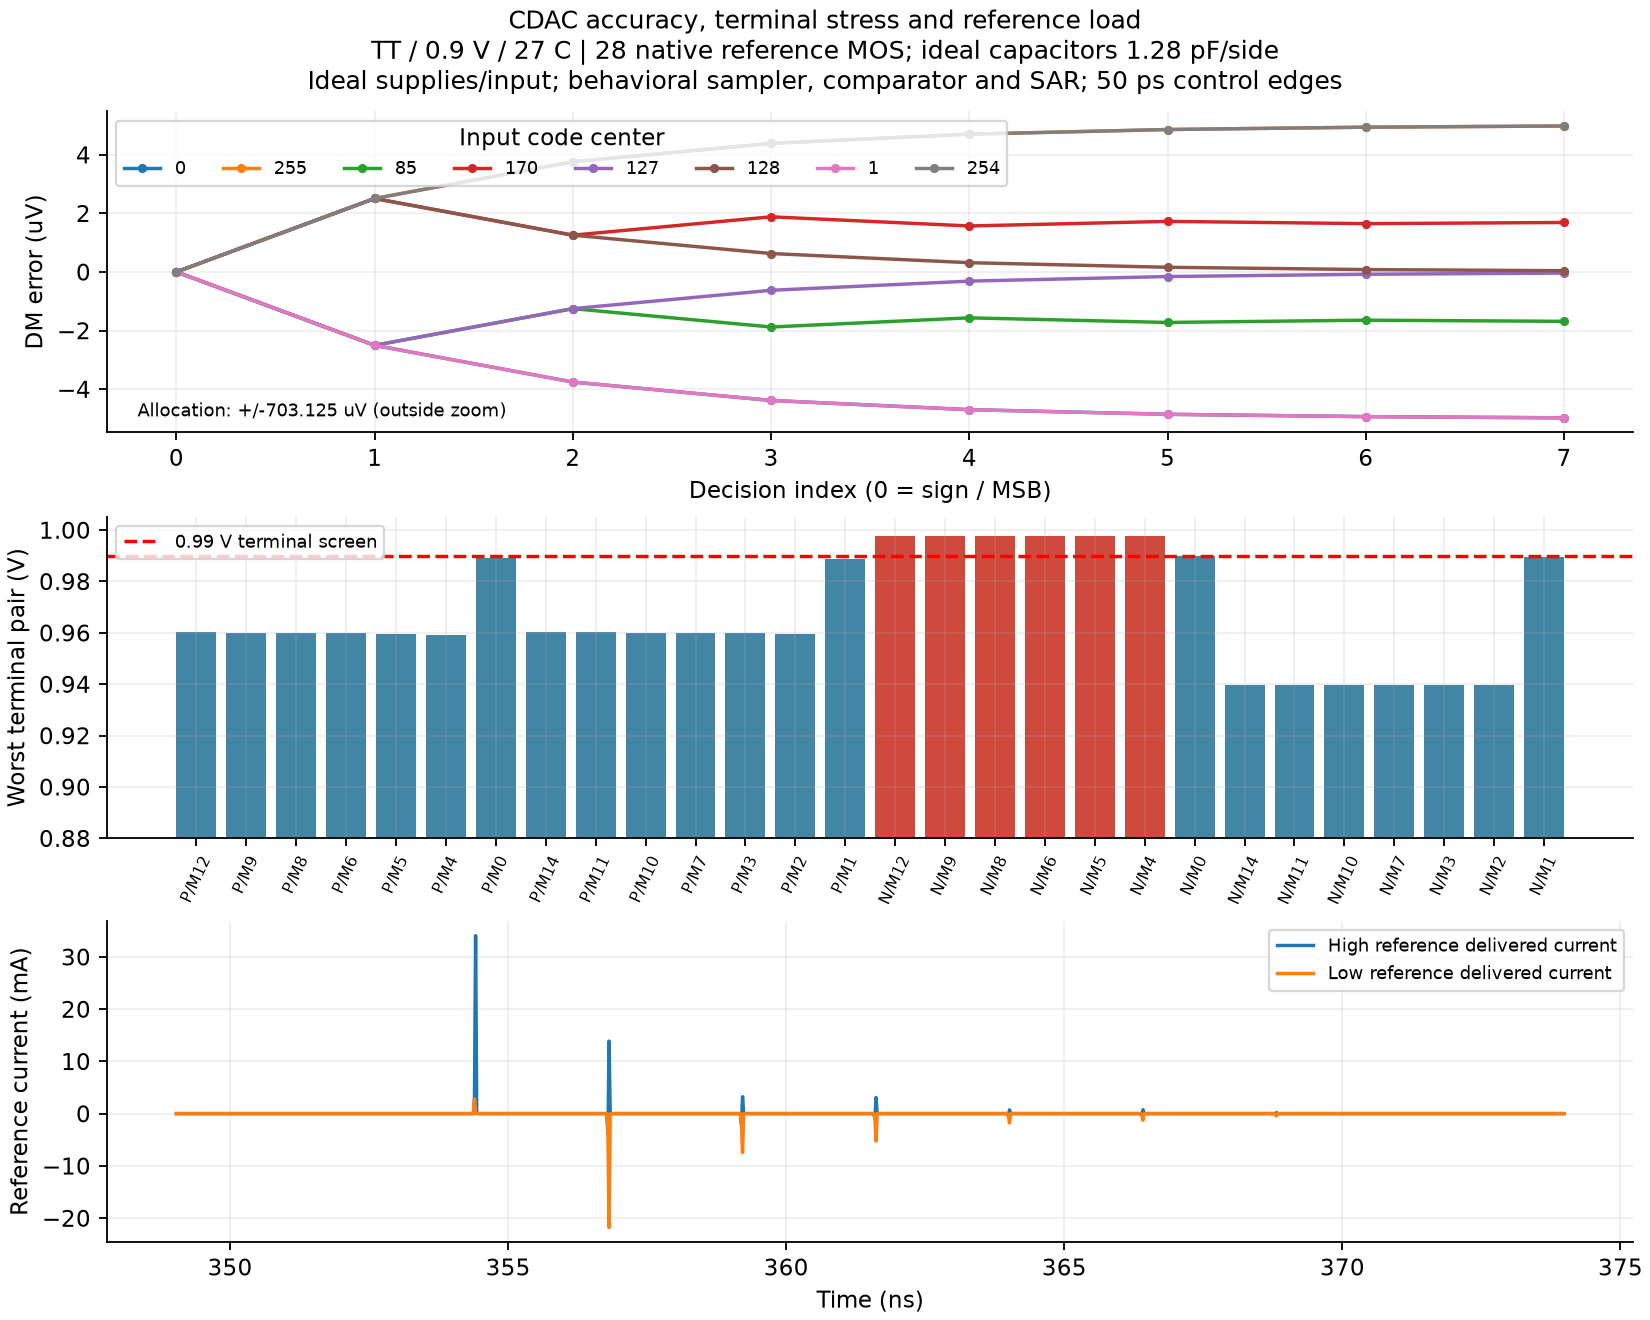 CDAC accuracy, terminal stress and reference load
TT / 0.9 V / 27 C | 28 native reference MOS; ideal capacitors 1.28 pF/side
Ideal supplies/input; behavioral sampler, comparator and SAR; 50 ps control edges
DM error (uV)
4
2
0
−2
−4
Input code center
0 255 85 170 127 128 1 254
Allocation: +/-703.125 uV (outside zoom)
0 1 2 3 4 5 6 7
Decision index (0 = sign / MSB)
Worst terminal pair (V)
1.00
0.98
0.96
0.94
0.92
0.90
0.88
0.99 V terminal screen
P/M12 P/M9 P/M8 P/M6 P/M5 P/M4 P/M0 P/M14 P/M11 P/M10 P/M7 P/M3 P/M2 P/M1 N/M12 N/M9 N/M8 N/M6 N/M5 N/M4 N/M0 N/M14 N/M11 N/M10 N/M7 N/M3 N/M2 N/M1
Reference current (mA)
30
20
10
0
−10
−20
High reference delivered current
Low reference delivered current
350 355 360 365 370 375
Time (ns)